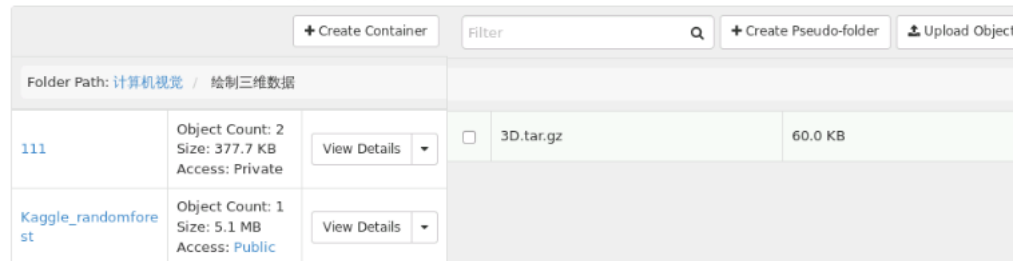 + Create Container
Filter
+ Create Pseudo-folder
Upload Object
Folder Path: 计算机视觉 / 绘制三维数据
111
Object Count: 2
Size: 377.7 KB
Access: Private
View Details
3D.tar.gz
60.0 KB
Kaggle_randomfore
st
Object Count: 1
Size: 5.1 MB
Access: Public
View Details